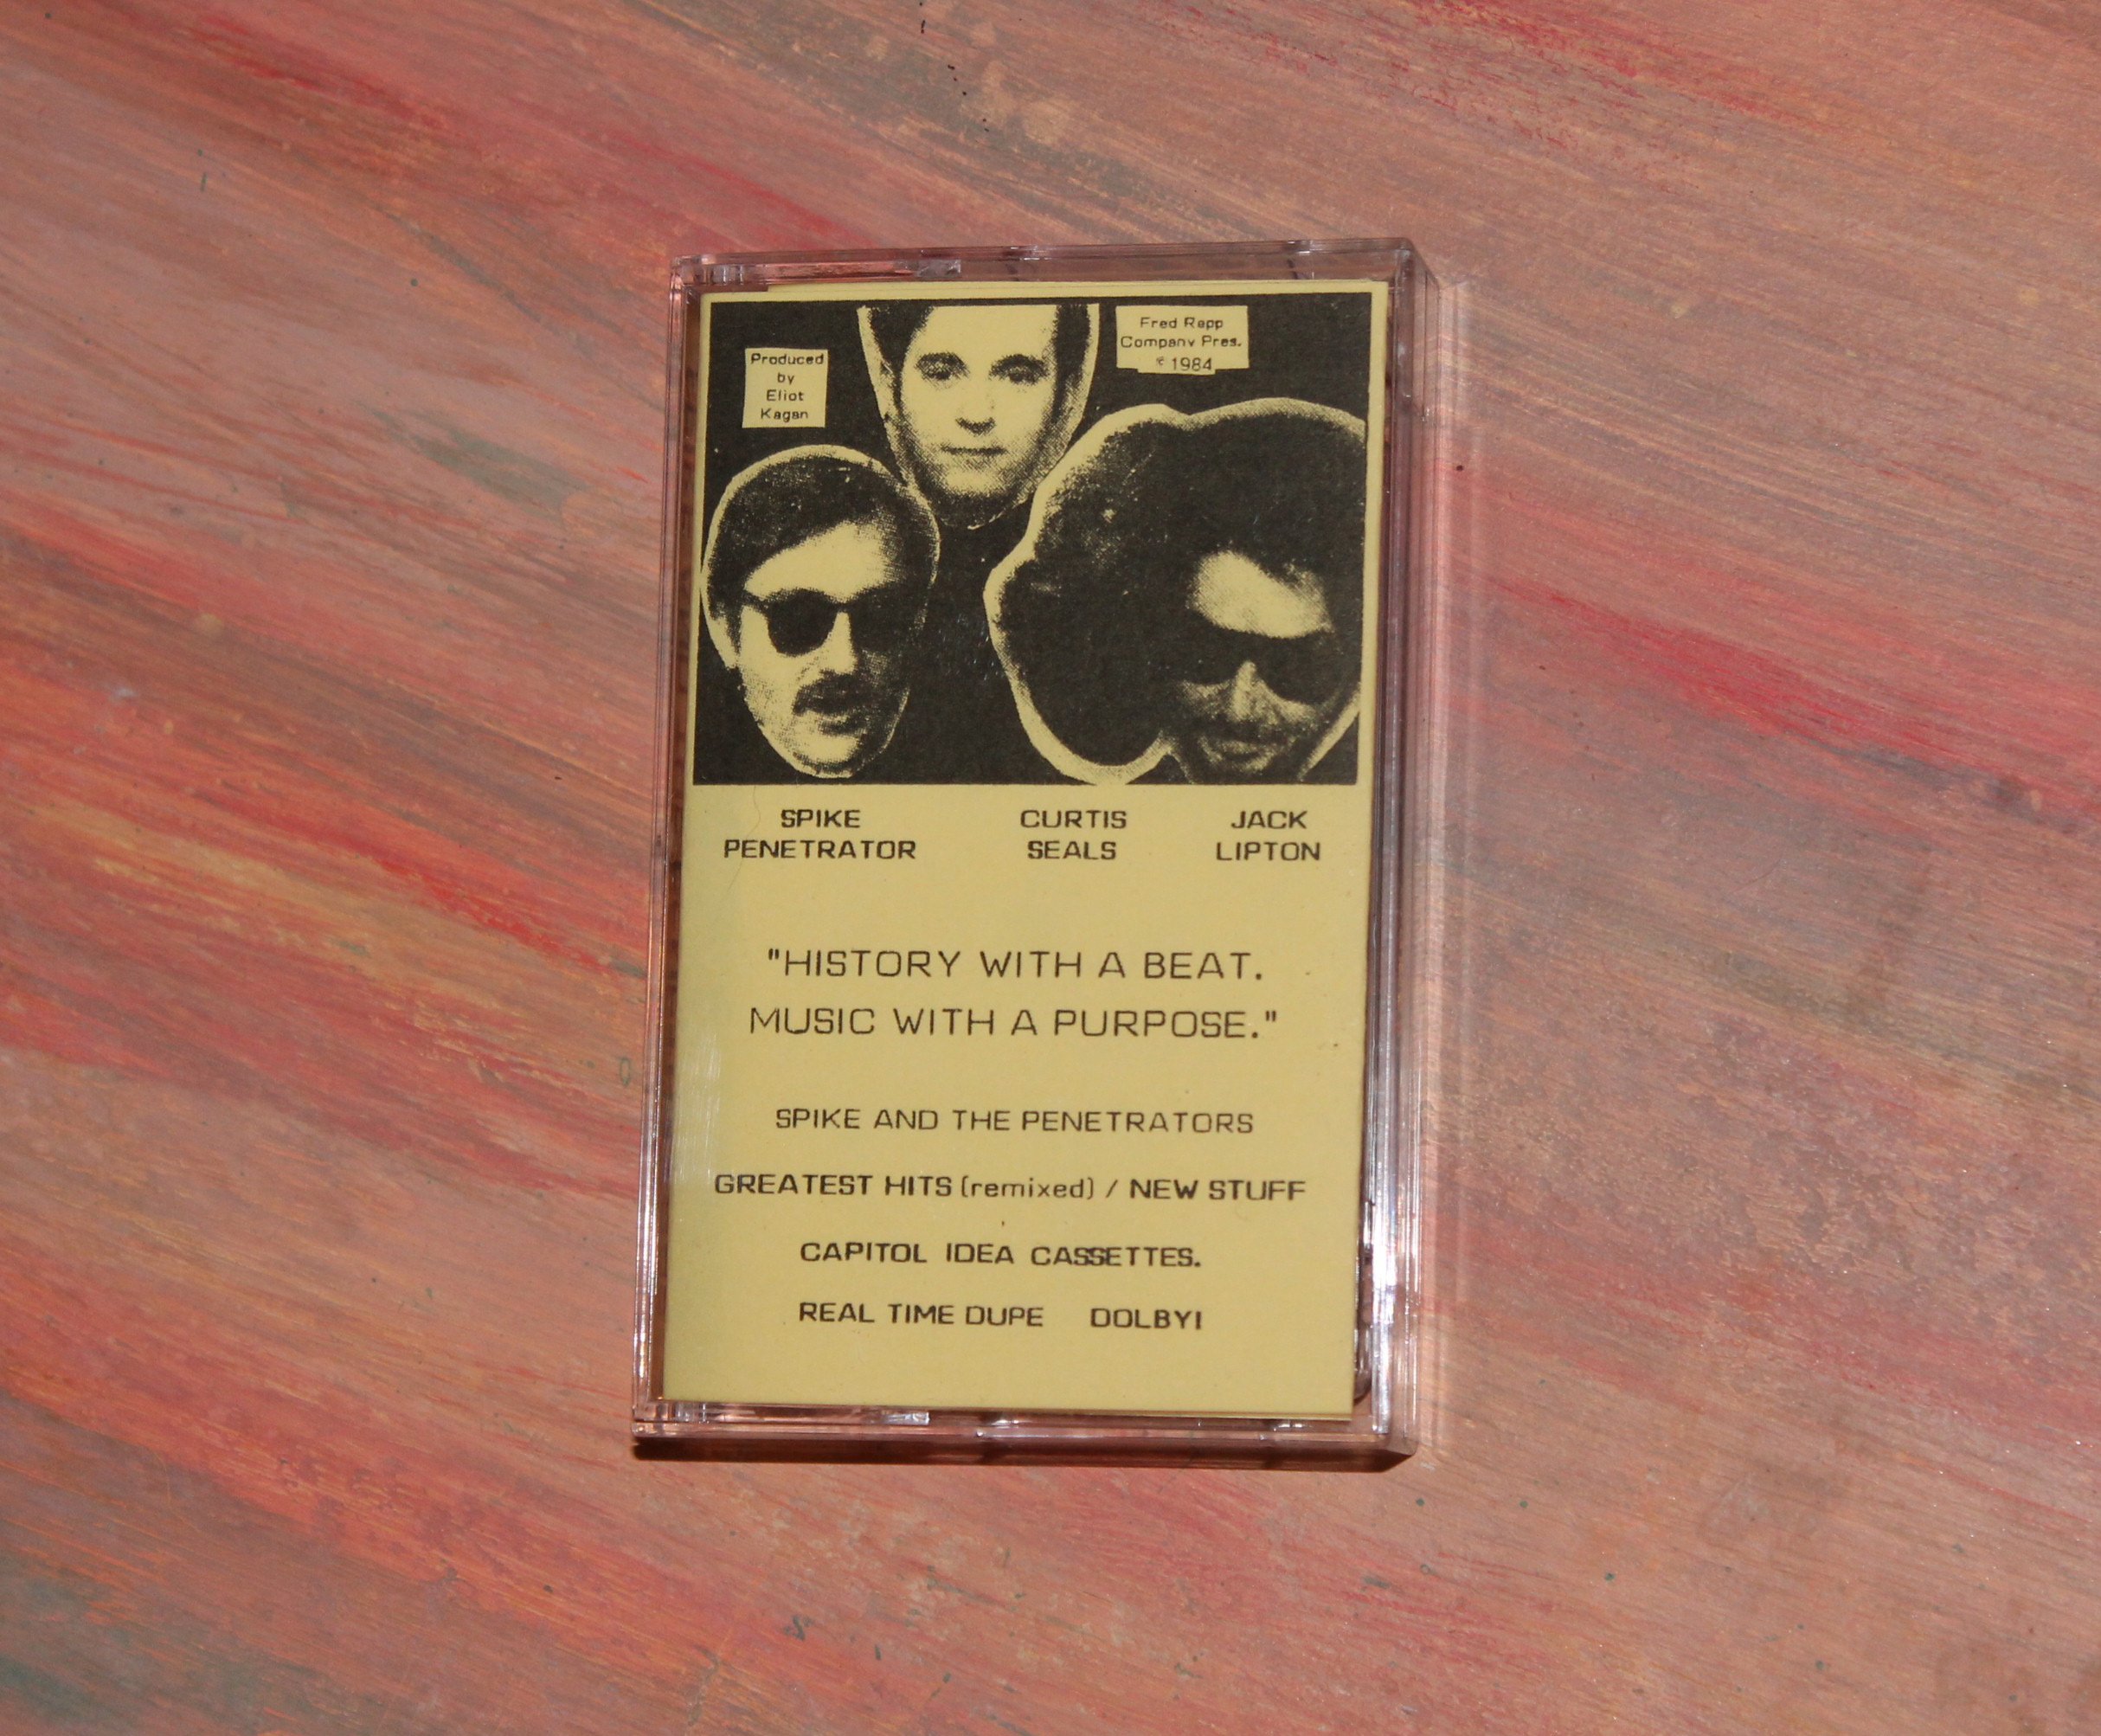 Fred Rapp
Company Pres.
© 1984
Produced
by
Eliot
Kagan
SPIKE CURTIS JACK
PENETRATOR SEALS LIPTON
"HISTORY WITH A BEAT.
MUSIC WITH A PURPOSE."
SPIKE AND THE PENETRATORS
GREATEST HITS (remixed) / NEW STUFF
CAPITOL IDEA CASSETTES.
REAL TIME DUPE DOLBY!